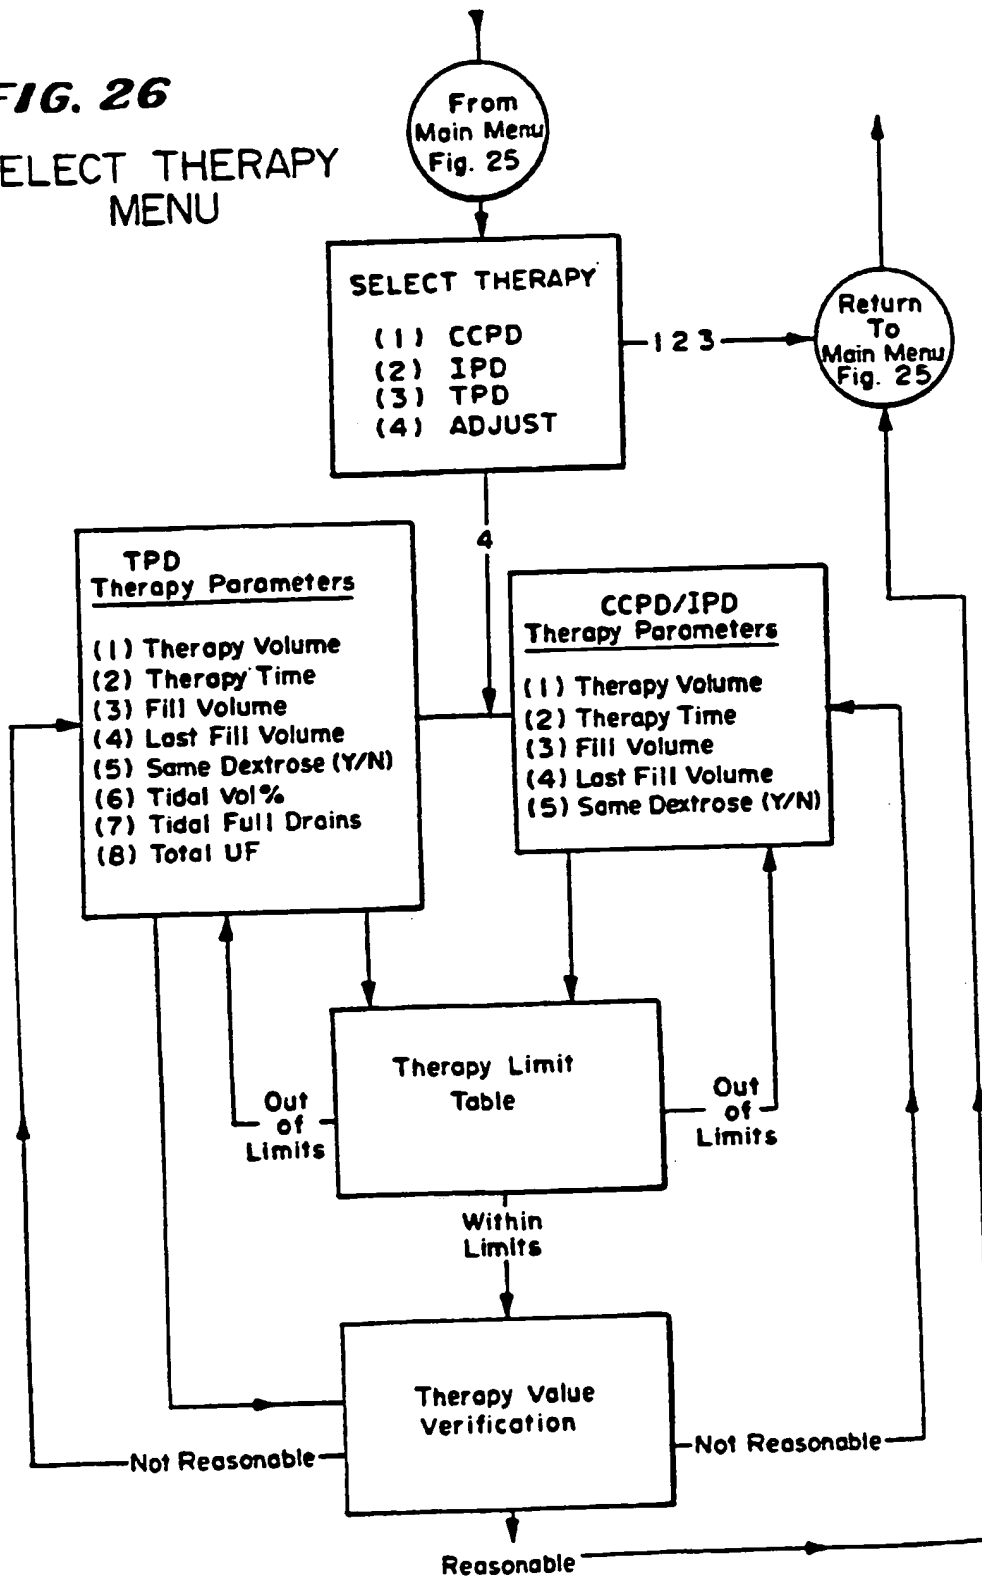 FIG. 26
ELECT THERAPY
MENU
From
Main Menu
Fig. 25
SELECT THERAPY
(1) CCPD
(2) IPD
(3) TPD
(4) ADJUST
1 2 3
Return
To
Main Menu
Fig. 25
4
TPD
Therapy Parameters
(1) Therapy Volume
(2) Therapy Time
(3) Fill Volume
(4) Last Fill Volume
(5) Same Dextrose (Y/N)
(6) Tidal Vol%
(7) Tidal Full Drains
(8) Total UF
CCPD/IPD
Therapy Parameters
(1) Therapy Volume
(2) Therapy Time
(3) Fill Volume
(4) Last Fill Volume
(5) Same Dextrose (Y/N)
Therapy Limit
Table
Out
of
Limits
Out
of
Limits
Within
Limits
Therapy Value
Verification
Not Reasonable
Not Reasonable
Reasonable